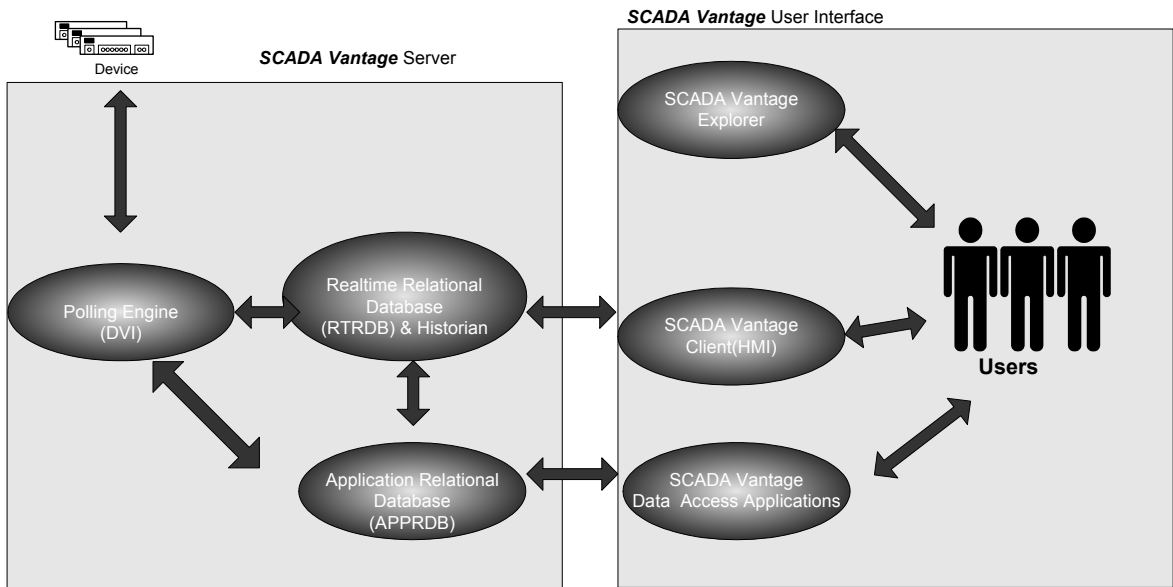 SCADA Vantage User Interface
Device
SCADA Vantage Server
SCADA Vantage
Explorer
Polling Engine
(DVI)
Realtime Relational
Database
(RTRDB) & Historian
SCADA Vantage
Client(HMI)
Users
Application Relational
Database
(APPRDB)
SCADA Vantage
Data Access Applications